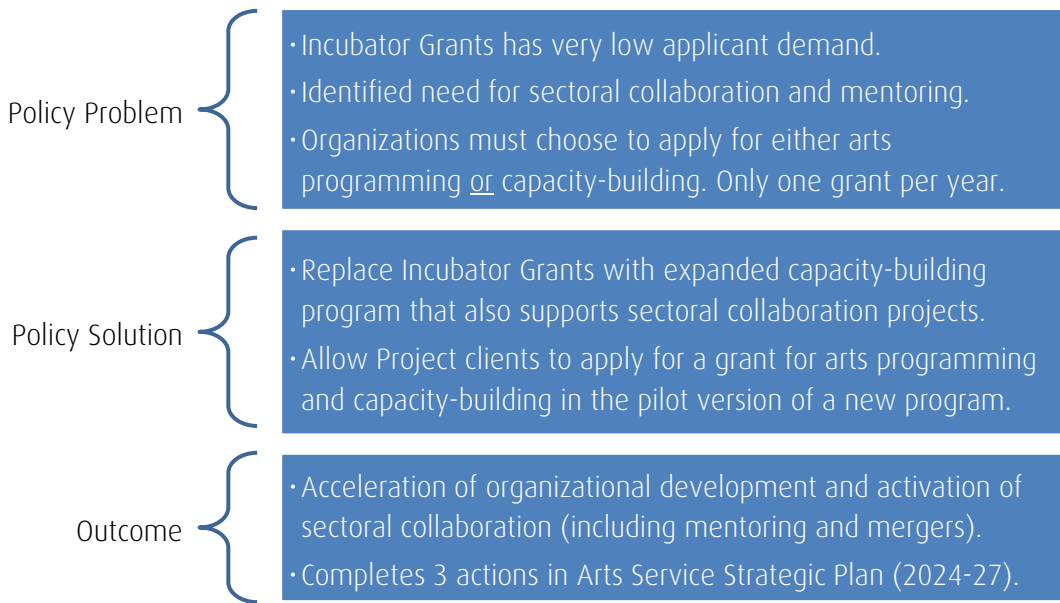 Policy Problem
· Incubator Grants has very low applicant demand.
· Identified need for sectoral collaboration and mentoring.
· Organizations must choose to apply for either arts
programming or capacity-building. Only one grant per year.
Policy Solution
· Replace Incubator Grants with expanded capacity-building
program that also supports sectoral collaboration projects.
· Allow Project clients to apply for a grant for arts programming
and capacity-building in the pilot version of a new program.
Outcome
· Acceleration of organizational development and activation of
sectoral collaboration (including mentoring and mergers).
· Completes 3 actions in Arts Service Strategic Plan (2024-27).